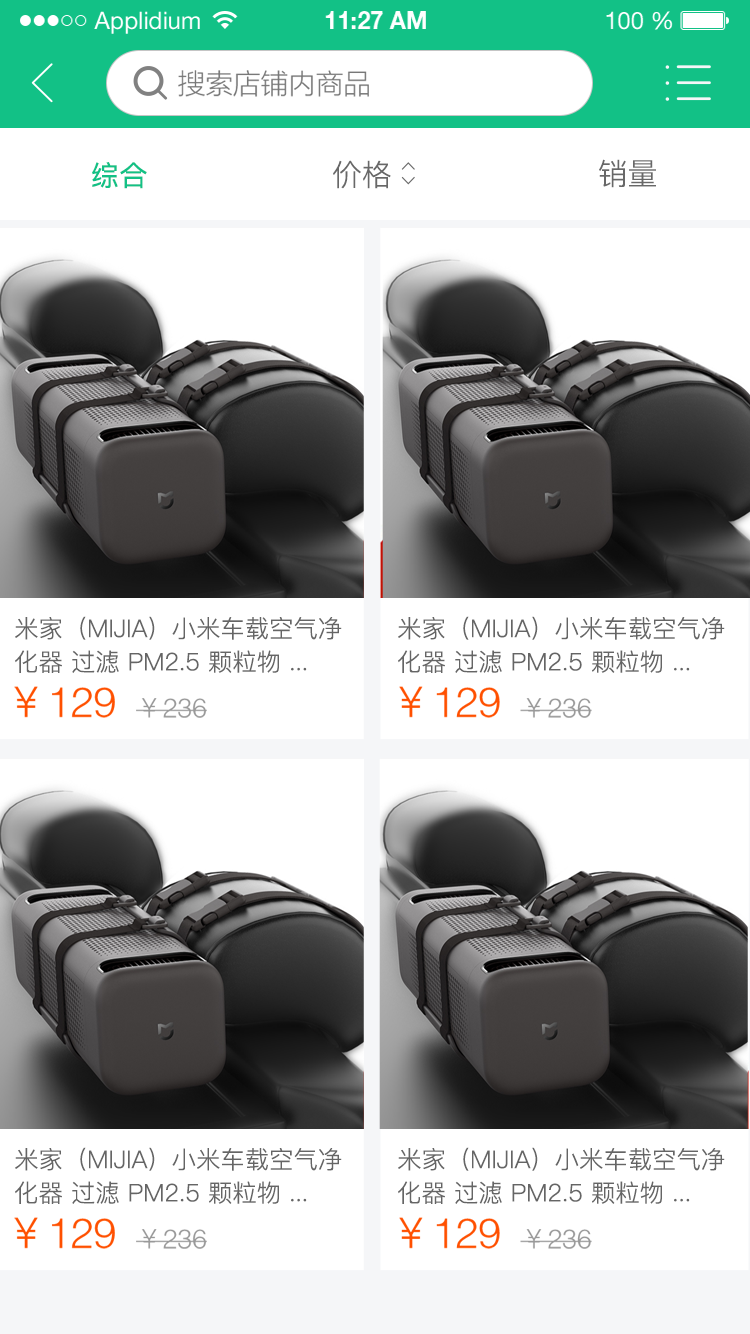 Applidium 11:27 AM 100 %
搜索店铺内商品
综合 价格 销量
米家（MIJIA）小米车载空气净 米家（MIJIA）小米车载空气净
化器 过滤 PM2.5 颗粒物 ... 化器 过滤 PM2.5 颗粒物 ...
¥ 129 ¥236 ¥ 129 ¥236
米家（MIJIA）小米车载空气净 米家（MIJIA）小米车载空气净
化器 过滤 PM2.5 颗粒物 ... 化器 过滤 PM2.5 颗粒物 ...
¥ 129 ¥236 ¥ 129 ¥236